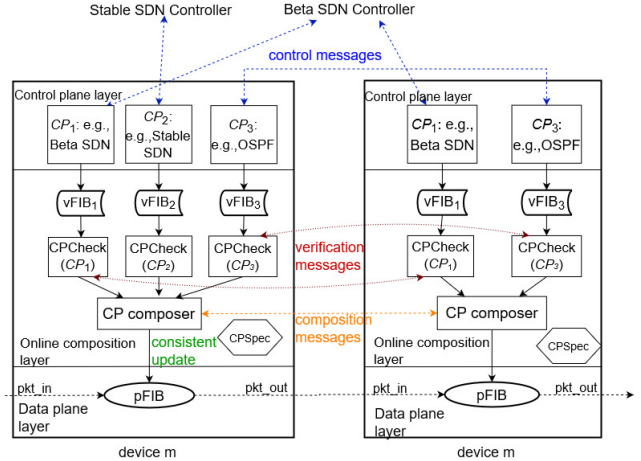 Stable SDN Controller
Beta SDN Controller
control messages
Control plane layer
CP1: e.g.,
Beta SDN
CP2:
e.g.,Stable
SDN
CP3:
e.g.,OSPF
Control plane layer
CP1: e.g.,
Beta SDN
CP3:
e.g.,OSPF
vFIB1
vFIB2
vFIB3
vFIB1
vFIB3
CPCheck
(CP1)
CPCheck
(CP2)
CPCheck
(CP3)
verification
messages
CPCheck
(CP1)
CPCheck
(CP3)
CP composer
composition
messages
CP composer
CPSpec
CPSpec
Online composition
layer
consistent
update
Online composition
layer
pkt_in
pFIB
pkt_out
pkt_in
pFIB
pkt_out
Data plane
layer
Data plane
layer
device m
device m